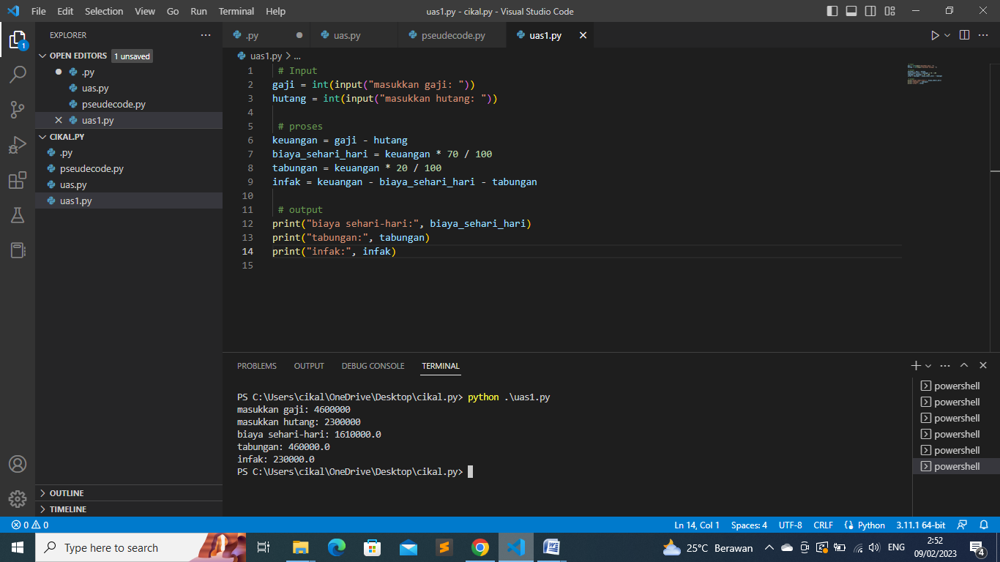 File Edit Selection View Go Run Terminal Help
uas1.py - cikal.py - Visual Studio Code
EXPLORER
1
OPEN EDITORS 1 unsaved
.py
uas.py
pseudecode.py
uas1.py
CIKAL.PY
.py
pseudecode.py
uas.py
uas1.py
OUTLINE
TIMELINE
.py uas.py pseudecode.py uas1.py
uas1.py > ...
1 # Input
2 gaji = int(input("masukkan gaji: "))
3 hutang = int(input("masukkan hutang: "))
4
5 # proses
6 keuangan = gaji - hutang
7 biaya_sehari_hari = keuangan * 70 / 100
8 tabungan = keuangan * 20 / 100
9 infak = keuangan - biaya_sehari_hari - tabungan
10
11 # output
12 print("biaya sehari-hari:", biaya_sehari_hari)
13 print("tabungan:", tabungan)
14 print("infak:", infak)
15
PROBLEMS OUTPUT DEBUG CONSOLE TERMINAL
PS C:\Users\cikal\OneDrive\Desktop\cikal.py> python .\uas1.py
masukkan gaji: 4600000
masukkan hutang: 2300000
biaya sehari-hari: 1610000.0
tabungan: 460000.0
infak: 230000.0
PS C:\Users\cikal\OneDrive\Desktop\cikal.py>
powershell
powershell
powershell
powershell
powershell
powershell
0 0
Ln 14, Col 1 Spaces: 4 UTF-8 CRLF Python 3.11.1 64-bit
Type here to search
25°C Berawan
ENG
2:52
09/02/2023
4